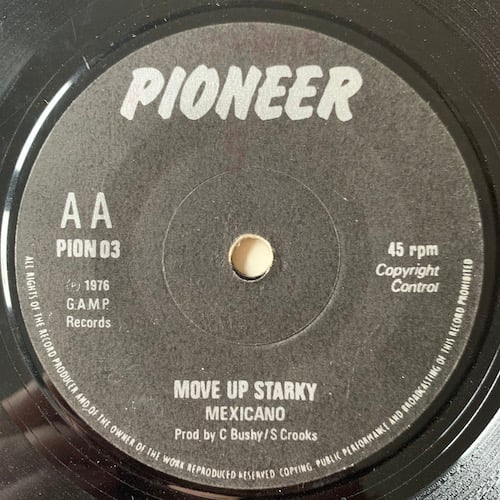 PIONEER
AA
PION 03
℗ 1976
G.A.M.P.
Records
45 rpm
Copyright
Control
MOVE UP STARKY
MEXICANO
Prod by C Bushy/S Crooks
ALL RIGHTS OF THE RECORD PRODUCER AND OF THE OWNER OF THE WORK REPRODUCED RESERVED COPYING, PUBLIC PERFORMANCE AND BROADCASTING OF THIS RECORD PROHIBITED